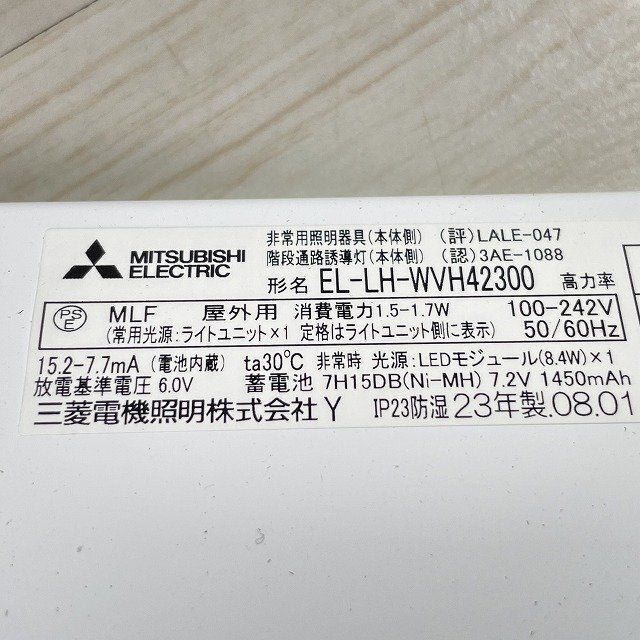 MITSUBISHI ELECTRIC
非常用照明器具(本体側) (評)LALE-047
階段通路誘導灯(本体側) (認)3AE-1088
形名 EL-LH-WVH42300 高力率
PSE MLF 屋外用 消費電力1.5-1.7W 100-242V
(常用光源:ライトユニット×1 定格はライトユニット側に表示) 50/60Hz
15.2-7.7mA (電池内蔵) ta30℃ 非常時 光源:LEDモジュール(8.4W)×1
放電基準電圧 6.0V 蓄電池 7H15DB(Ni-MH) 7.2V 1450mAh
三菱電機照明株式会社 Y IP23防湿 23年製.08.01